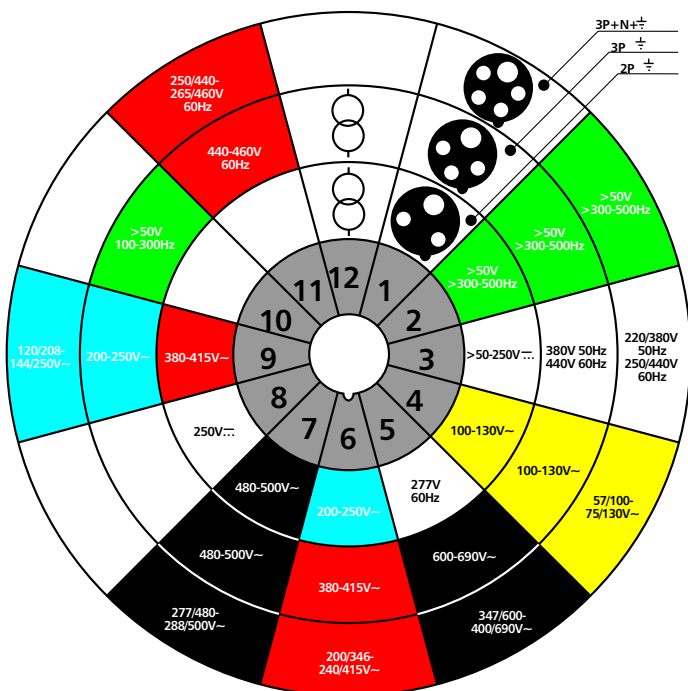 3P+N+⏚
3P ⏚
2P ⏚
250/440-
265/460V
60Hz
440-460V
60Hz
>50V
100-300Hz
>50V
>300-500Hz
>50V
>300-500Hz
>50V
>300-500Hz
12
1
2
3
4
5
6
7
8
9
10
11
120/208-
144/250V~
200-250V~
380-415V~
>50-250V⎓
380V 50Hz
440V 60Hz
220/380V
50Hz
250/440V
60Hz
250V⎓
100-130V~
100-130V~
57/100-
75/130V~
277V
60Hz
600-690V~
347/600-
400/690V~
200-250V~
380-415V~
200/346-
240/415V~
480-500V~
480-500V~
277/480-
288/500V~